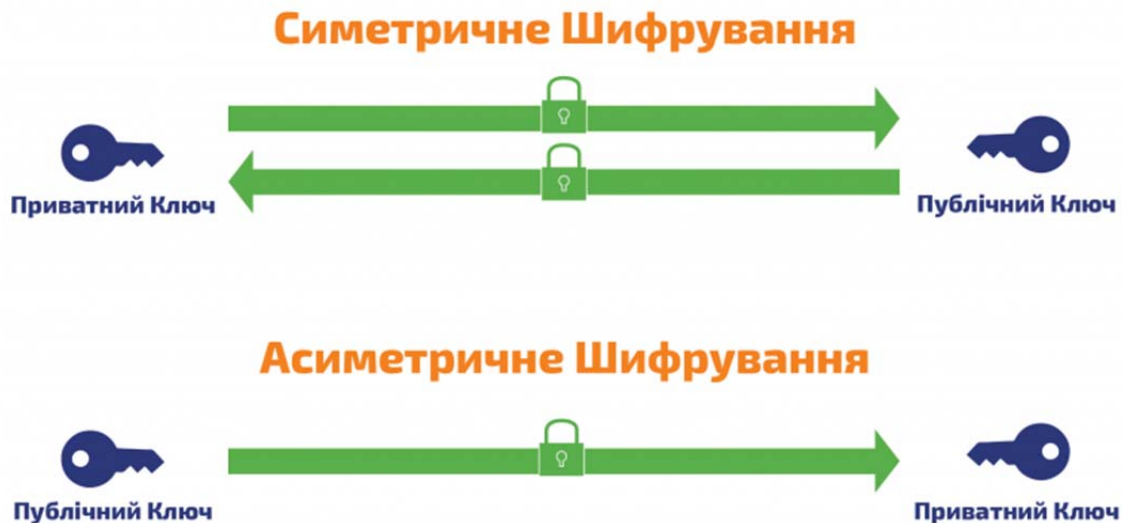 Симетричне Шифрування
Приватний Ключ
Публічний Ключ
Асиметричне Шифрування
Публічний Ключ
Приватний Ключ